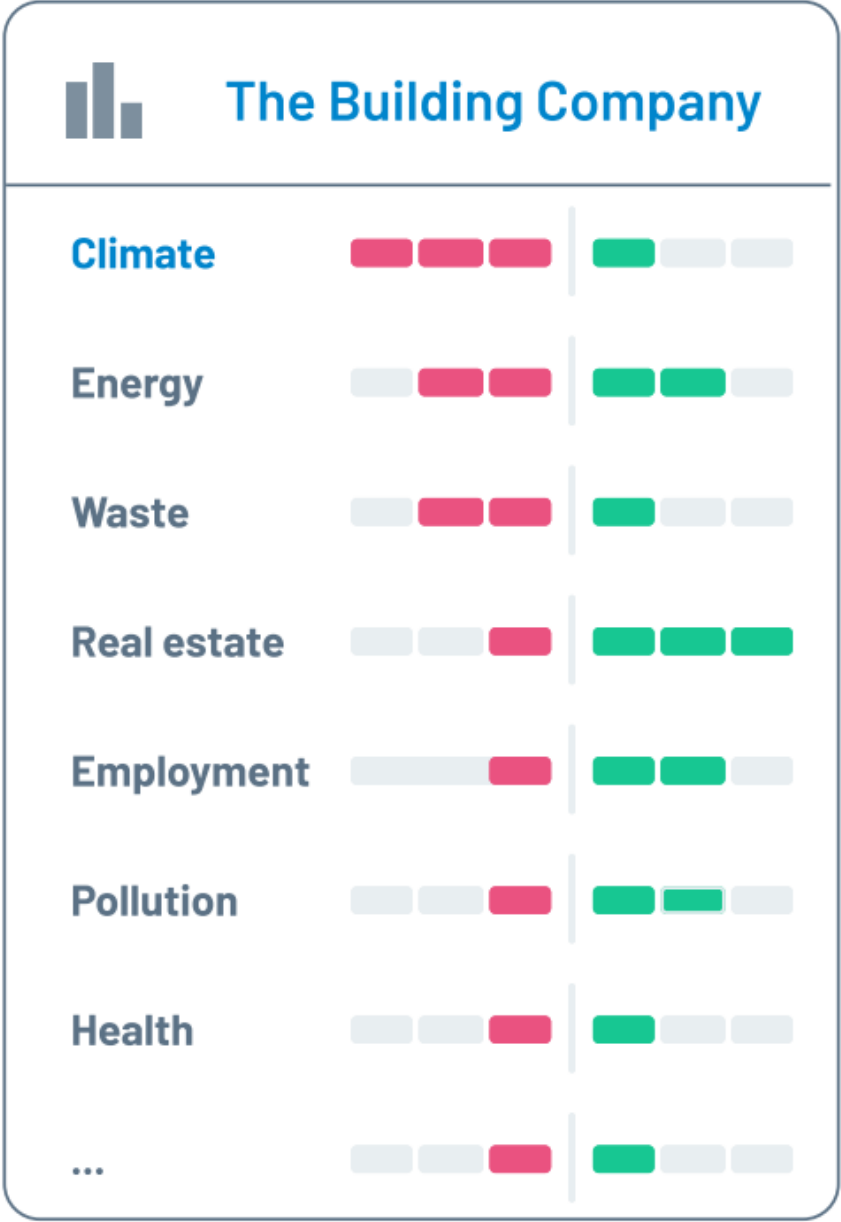 The Building Company
Climate
Energy
Waste
Real estate
Employment
Pollution
Health
...